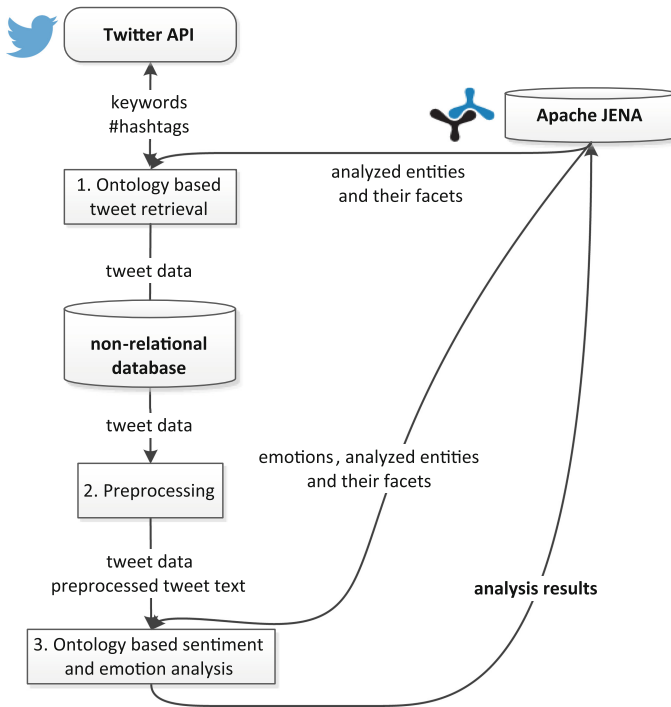 Twitter API
keywords
#hashtags
Apache JENA
analyzed entities
and their facets
1. Ontology based
tweet retrieval
tweet data
non-relational
database
tweet data
emotions, analyzed entities
and their facets
2. Preprocessing
tweet data
preprocessed tweet text
analysis results
3. Ontology based sentiment
and emotion analysis